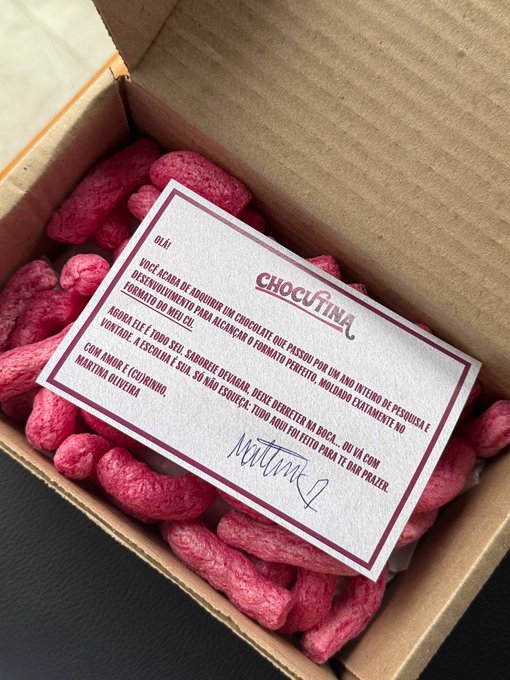 CHOCUTINA
OLÁ!
VOCÊ ACABA DE ADQUIRIR UM CHOCOLATE QUE PASSOU POR UM ANO INTEIRO DE PESQUISA E
DESENVOLVIMENTO PARA ALCANÇAR O FORMATO PERFEITO, MOLDADO EXATAMENTE NO
FORMATO DO MEU CU.
AGORA ELE É TODO SEU. SABOREIE DEVAGAR, DEIXE DERRETER NA BOCA... OU VÁ COM
VONTADE. A ESCOLHA É SUA. SÓ NÃO ESQUEÇA: TUDO AQUI FOI FEITO PARA TE DAR PRAZER.
COM AMOR E (CU)RINHO,
MARTINA OLIVEIRA